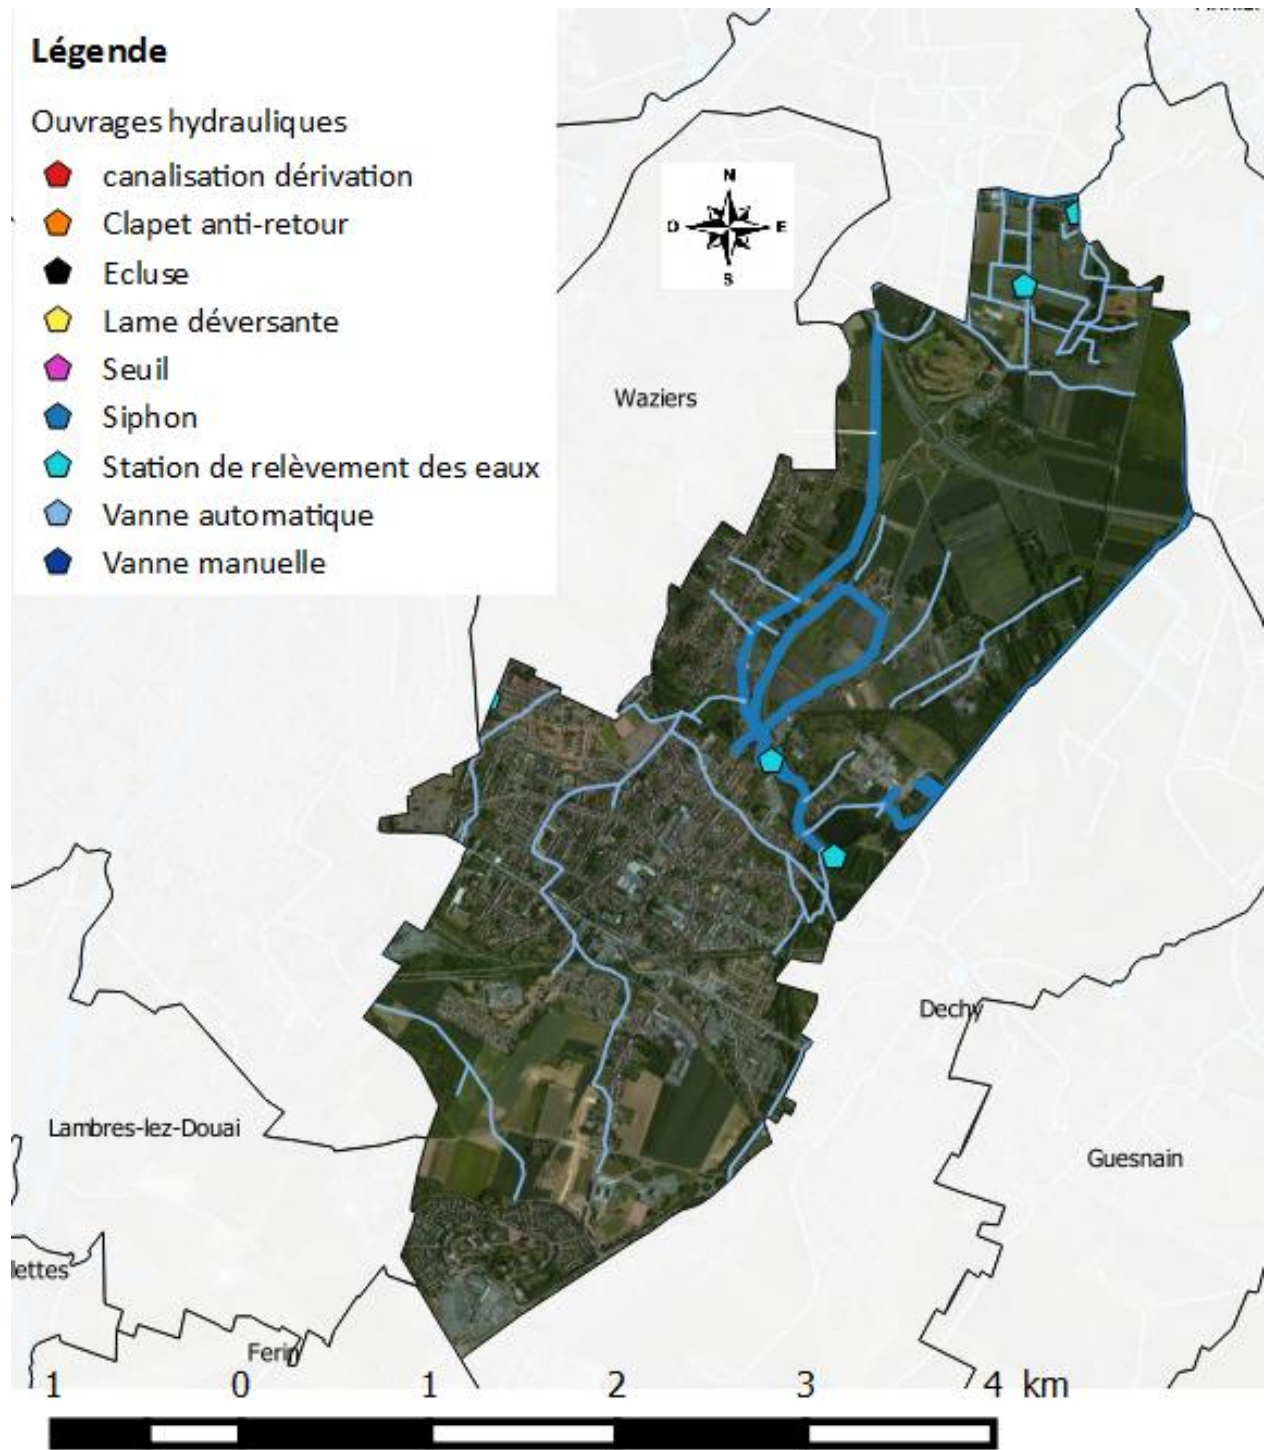 Légende
Ouvrages hydrauliques
canalisation dérivation
Clapet anti-retour
Ecluse
Lame déversante
Seuil
Siphon
Station de relèvement des eaux
Vanne automatique
Vanne manuelle
N
O E
S
Waziers
Dechy
Lambres-lez-Douai
Guesnain
lettes
Ferin
1 0 1 2 3 4 km